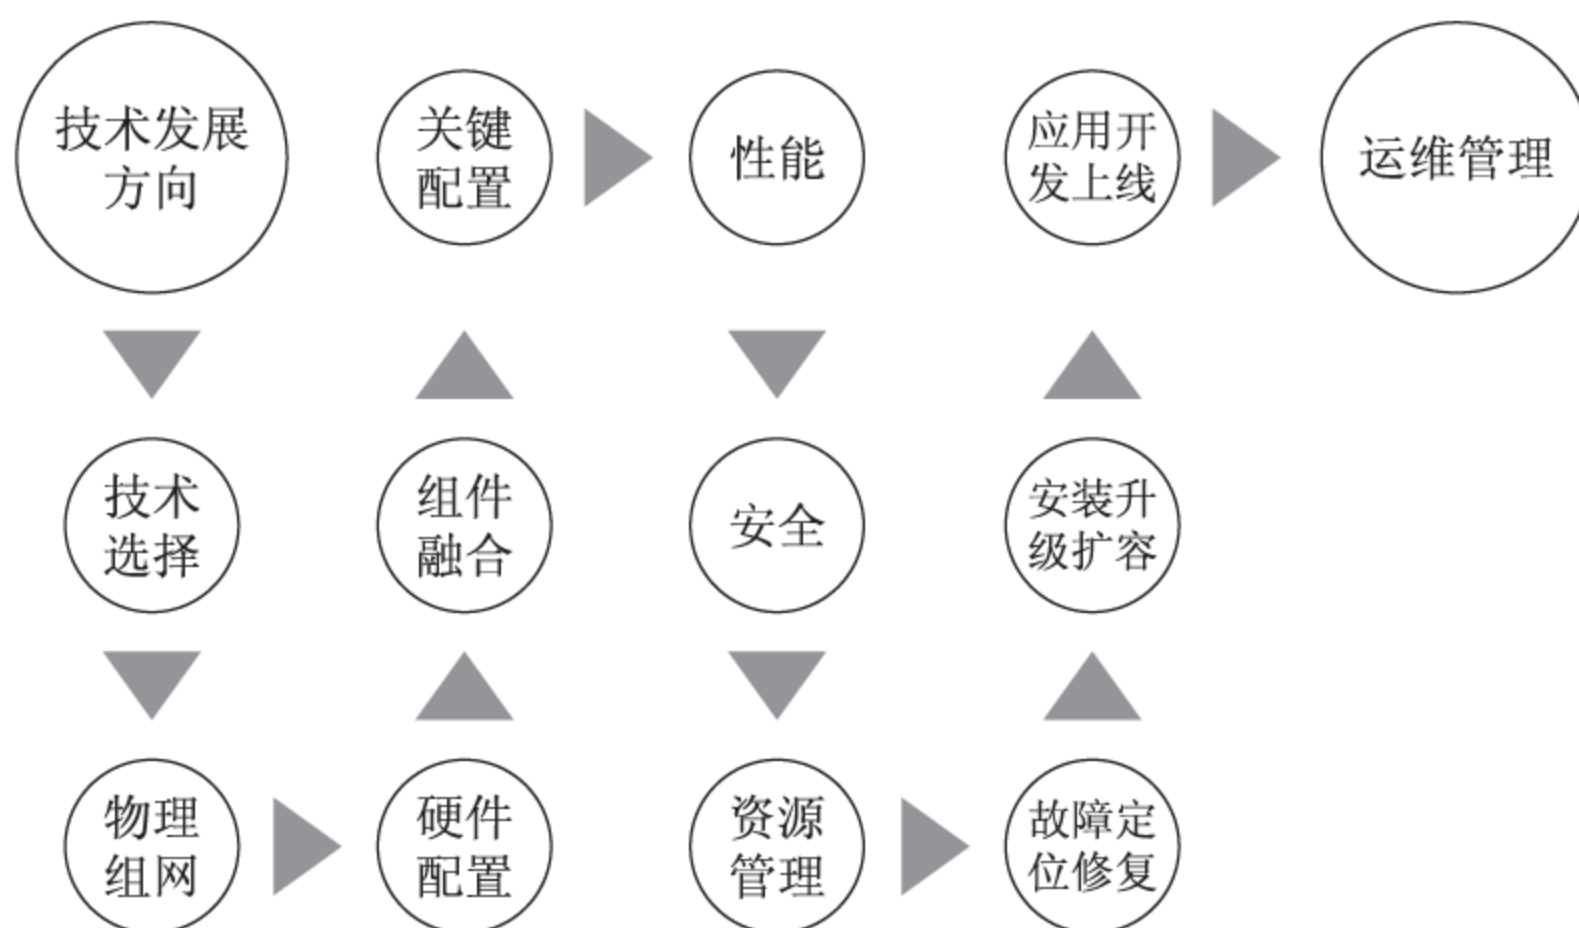 技术发展
方向
技术
选择
物理
组网
硬件
配置
组件
融合
关键
配置
性能
安全
资源
管理
故障定
位修复
安装升
级扩容
应用开
发上线
运维管理